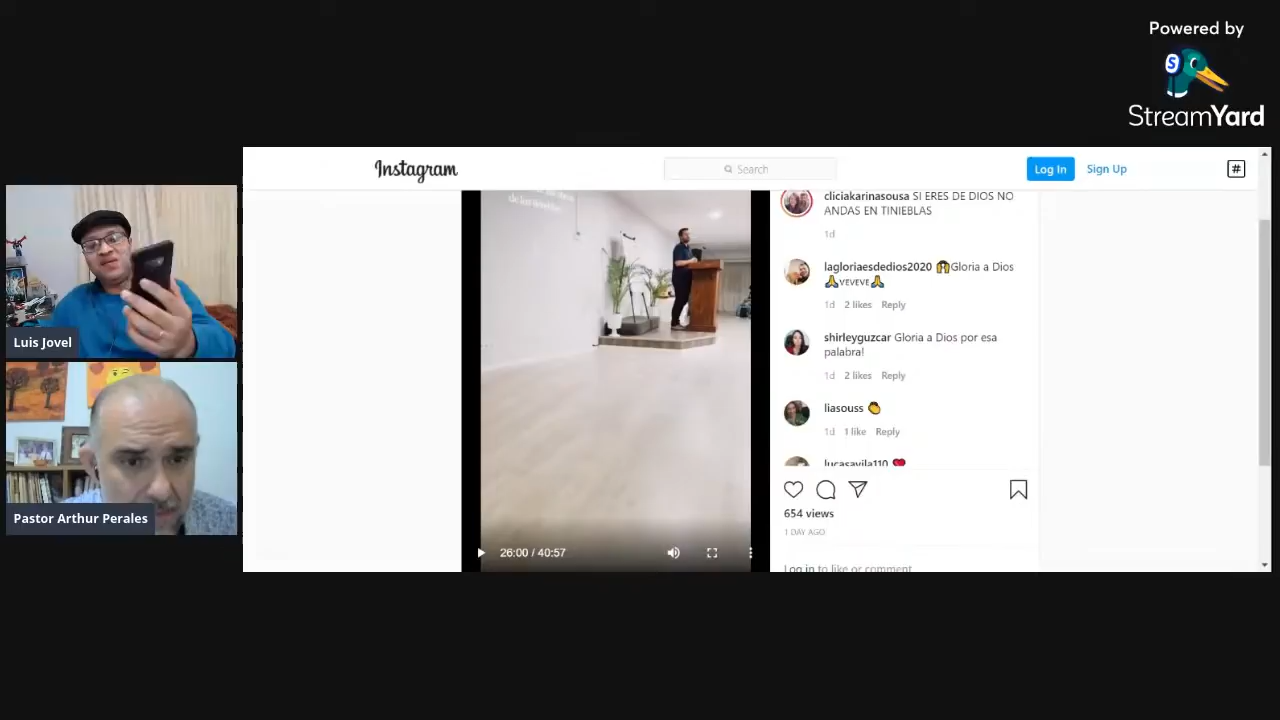 Powered by
StreamYard
Instagram
Search
Log In
Sign Up
cliciakarinasousa SI ERES DE DIOS NO
ANDAS EN TINIEBLAS
1d
lagloriaesdedios2020 🙌Gloria a Dios
🙏VEVEVE🙏
1d 2 likes Reply
shirleyguzcar Gloria a Dios por esa
palabra!
1d 2 likes Reply
liasouss 👏
1d 1 like Reply
lucasavila110 ❤️
654 views
1 DAY AGO
Log in to like or comment
26:00 / 40:57
Luis Jovel
Pastor Arthur Perales